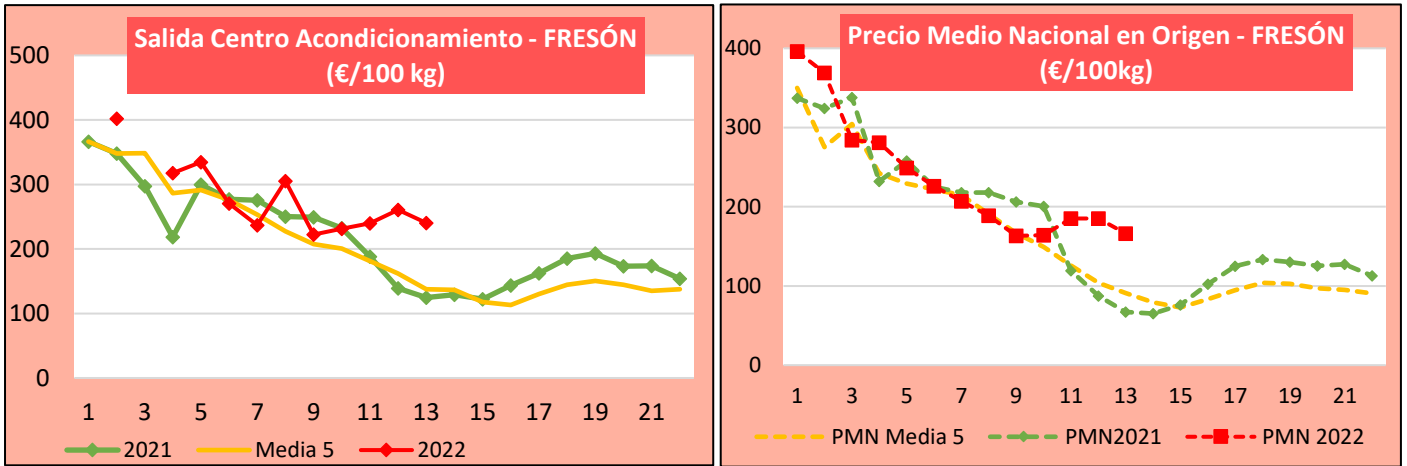 Salida Centro Acondicionamiento - FRESÓN
(€/100 kg)
500
400
300
200
100
0
1 3 5 7 9 11 13 15 17 19 21
2021 Media 5 2022
Precio Medio Nacional en Origen - FRESÓN
(€/100kg)
400
300
200
100
0
1 3 5 7 9 11 13 15 17 19 21
PMN Media 5 PMN2021 PMN 2022